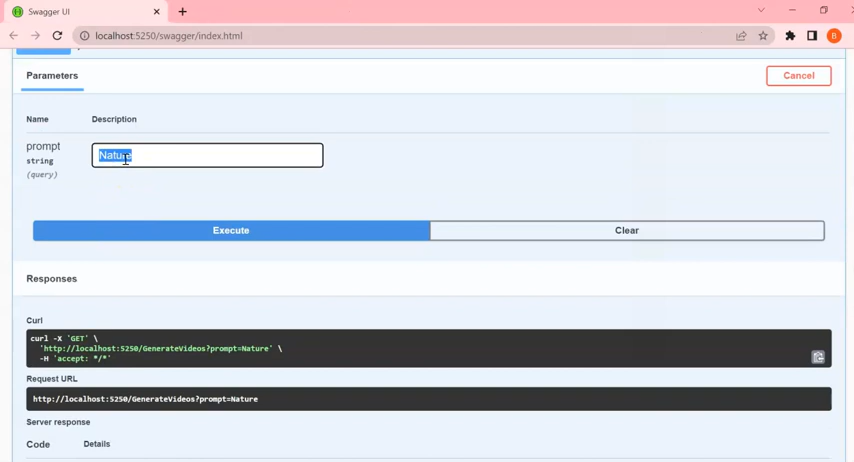 Swagger UI
localhost:5250/swagger/index.html
B
Parameters
Cancel
Name
Description
prompt
string
(query)
Nature
Execute
Clear
Responses
Curl
curl -X 'GET' \
'http://localhost:5250/GenerateVideos?prompt=Nature' \
-H 'accept: */*'
Request URL
http://localhost:5250/GenerateVideos?prompt=Nature
Server response
Code
Details